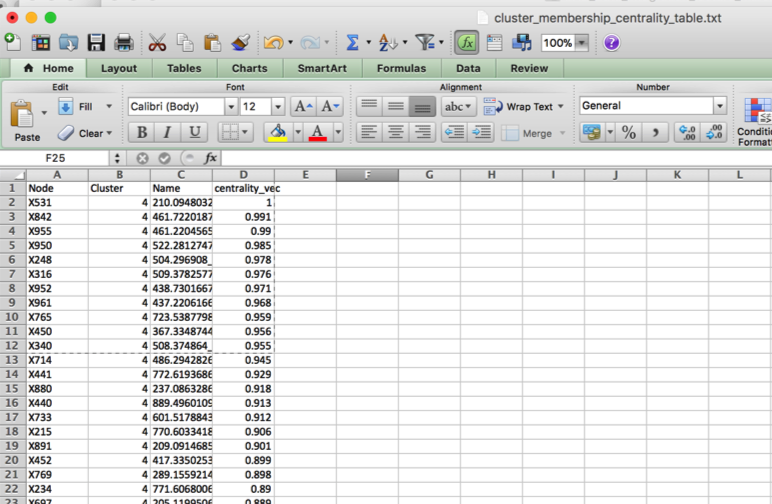 cluster_membership_centrality_table.txt
100%
Home Layout Tables Charts SmartArt Formulas Data Review
Edit Font Alignment Number
Fill Calibri (Body) 12 A A abc Wrap Text General
Paste Clear B I U A Merge % Conditio
Format
F25 fx
A B C D E F G H I J K L
1 Node Cluster Name centrality_vec
2 X531 4 210.0948032 1
3 X842 4 461.7220187 0.991
4 X955 4 461.2204565 0.99
5 X950 4 522.2812747 0.985
6 X248 4 504.296908_ 0.978
7 X316 4 509.3782577 0.976
8 X952 4 438.7301667 0.971
9 X961 4 437.2206166 0.968
10 X765 4 723.5387798 0.959
11 X450 4 367.3348744 0.956
12 X340 4 508.374864_ 0.955
13 X714 4 486.2942826 0.945
14 X441 4 772.6193686 0.929
15 X880 4 237.0863286 0.918
16 X440 4 889.4960109 0.913
17 X733 4 601.5178843 0.912
18 X215 4 770.6033418 0.906
19 X891 4 209.0914685 0.901
20 X452 4 417.3350253 0.899
21 X769 4 289.1559214 0.898
22 X234 4 771.6068006 0.89
23 X697 4 205.1199506 0.889